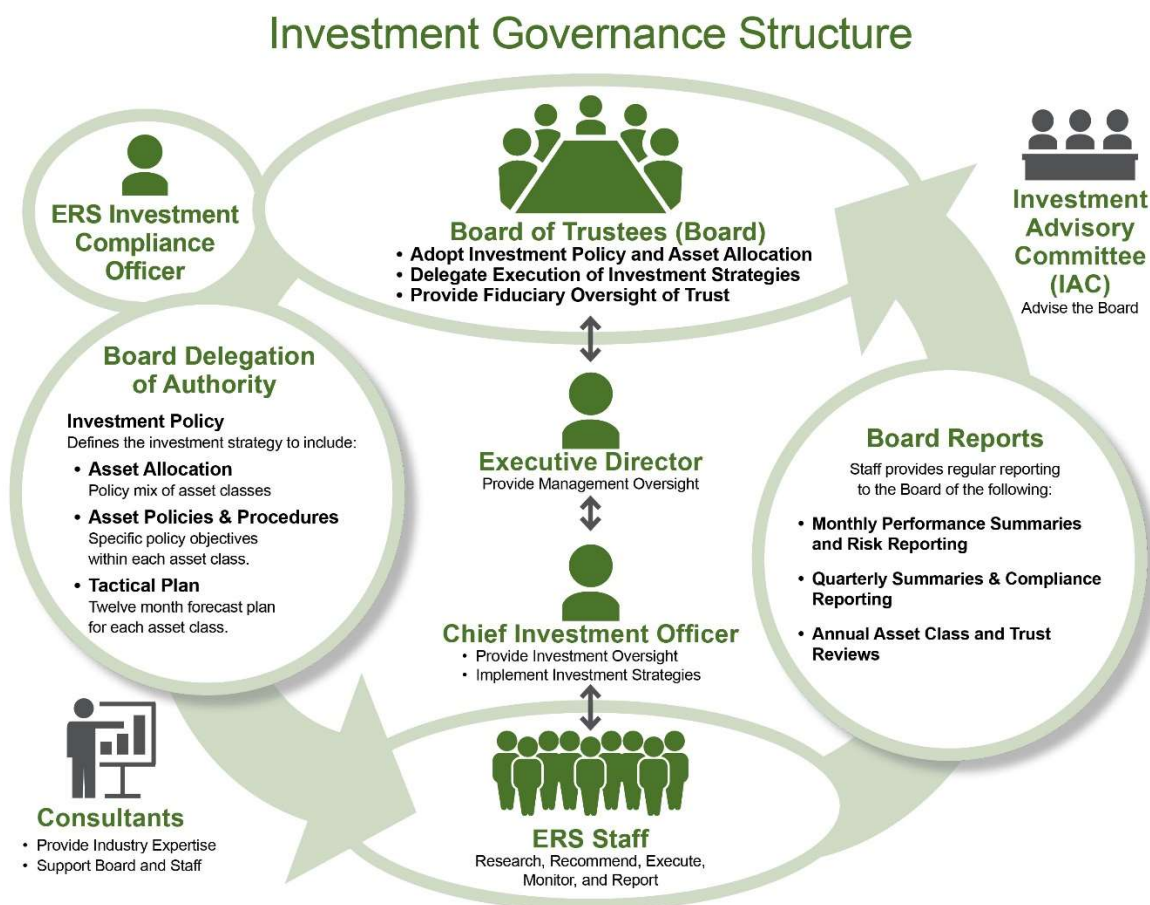 Investment Governance Structure
ERS Investment
Compliance
Officer
Board of Trustees (Board)
• Adopt Investment Policy and Asset Allocation
• Delegate Execution of Investment Strategies
• Provide Fiduciary Oversight of Trust
Investment
Advisory
Committee
(IAC)
Advise the Board
Board Delegation
of Authority
Investment Policy
Defines the investment strategy to include:
• Asset Allocation
Policy mix of asset classes
• Asset Policies & Procedures
Specific policy objectives
within each asset class.
• Tactical Plan
Twelve month forecast plan
for each asset class.
Executive Director
Provide Management Oversight
Chief Investment Officer
• Provide Investment Oversight
• Implement Investment Strategies
Board Reports
Staff provides regular reporting
to the Board of the following:
• Monthly Performance Summaries
and Risk Reporting
• Quarterly Summaries & Compliance
Reporting
• Annual Asset Class and Trust
Reviews
Consultants
• Provide Industry Expertise
• Support Board and Staff
ERS Staff
Research, Recommend, Execute,
Monitor, and Report